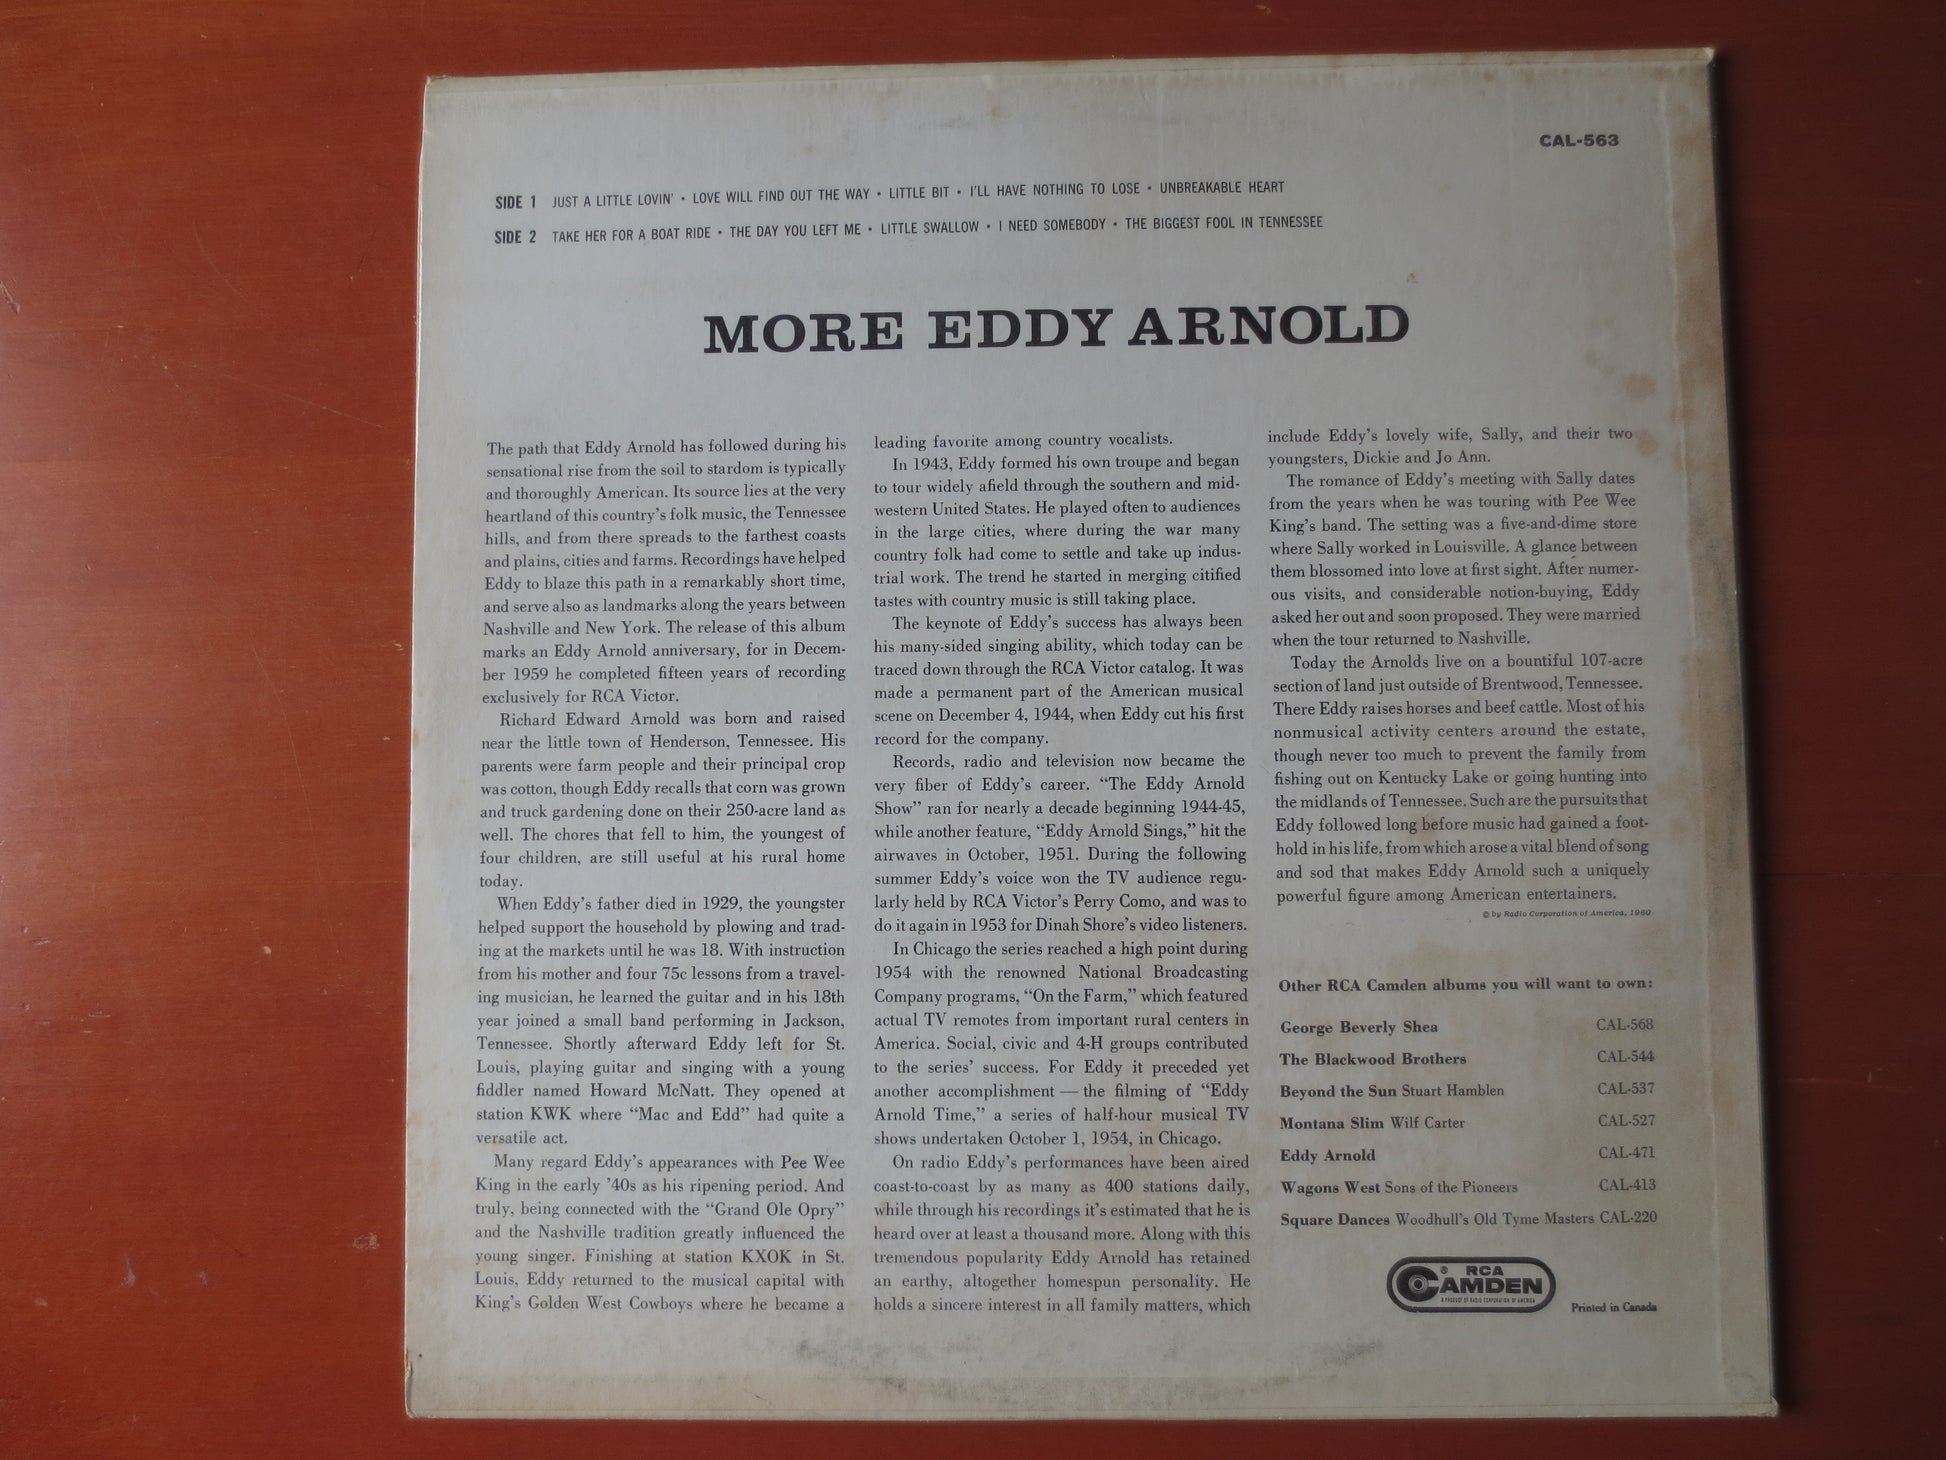 CAL-563
SIDE 1 JUST A LITTLE LOVIN' • LOVE WILL FIND OUT THE WAY • LITTLE BIT • I'LL HAVE NOTHING TO LOSE • UNBREAKABLE HEART
SIDE 2 TAKE HER FOR A BOAT RIDE • THE DAY YOU LEFT ME • LITTLE SWALLOW • I NEED SOMEBODY • THE BIGGEST FOOL IN TENNESSEE
MORE EDDY ARNOLD
The path that Eddy Arnold has followed during his
sensational rise from the soil to stardom is typically
and thoroughly American. Its source lies at the very
heartland of this country's folk music, the Tennessee
hills, and from there spreads to the farthest coasts
and plains, cities and farms. Recordings have helped
Eddy to blaze this path in a remarkably short time,
and serve also as landmarks along the years between
Nashville and New York. The release of this album
marks an Eddy Arnold anniversary, for in Decem-
ber 1959 he completed fifteen years of recording
exclusively for RCA Victor.
Richard Edward Arnold was born and raised
near the little town of Henderson, Tennessee. His
parents were farm people and their principal crop
was cotton, though Eddy recalls that corn was grown
and truck gardening done on their 250-acre land as
well. The chores that fell to him, the youngest of
four children, are still useful at his rural home
today.
When Eddy's father died in 1929, the youngster
helped support the household by plowing and trad-
ing at the markets until he was 18. With instruction
from his mother and four 75c lessons from a travel-
ing musician, he learned the guitar and in his 18th
year joined a small band performing in Jackson,
Tennessee. Shortly afterward Eddy left for St.
Louis, playing guitar and singing with a young
fiddler named Howard McNatt. They opened at
station KWK where "Mac and Edd" had quite a
versatile act.
Many regard Eddy's appearances with Pee Wee
King in the early '40s as his ripening period. And
truly, being connected with the "Grand Ole Opry"
and the Nashville tradition greatly influenced the
young singer. Finishing at station KXOK in St.
Louis, Eddy returned to the musical capital with
King's Golden West Cowboys where he became a
leading favorite among country vocalists.
In 1943, Eddy formed his own troupe and began
to tour widely afield through the southern and mid-
western United States. He played often to audiences
in the large cities, where during the war many
country folk had come to settle and take up indus-
trial work. The trend he started in merging citified
tastes with country music is still taking place.
The keynote of Eddy's success has always been
his many-sided singing ability, which today can be
traced down through the RCA Victor catalog. It was
made a permanent part of the American musical
scene on December 4, 1944, when Eddy cut his first
record for the company.
Records, radio and television now became the
very fiber of Eddy's career. "The Eddy Arnold
Show" ran for nearly a decade beginning 1944-45,
while another feature, "Eddy Arnold Sings," hit the
airwaves in October, 1951. During the following
summer Eddy's voice won the TV audience regu-
larly held by RCA Victor's Perry Como, and was to
do it again in 1953 for Dinah Shore's video listeners.
In Chicago the series reached a high point during
1954 with the renowned National Broadcasting
Company programs, "On the Farm," which featured
actual TV remotes from important rural centers in
America. Social, civic and 4-H groups contributed
to the series' success. For Eddy it preceded yet
another accomplishment — the filming of "Eddy
Arnold Time," a series of half-hour musical TV
shows undertaken October 1, 1954, in Chicago.
On radio Eddy's performances have been aired
coast-to-coast by as many as 400 stations daily,
while through his recordings it's estimated that he is
heard over at least a thousand more. Along with this
tremendous popularity Eddy Arnold has retained
an earthy, altogether homespun personality. He
holds a sincere interest in all family matters, which
include Eddy's lovely wife, Sally, and their two
youngsters, Dickie and Jo Ann.
The romance of Eddy's meeting with Sally dates
from the years when he was touring with Pee Wee
King's band. The setting was a five-and-dime store
where Sally worked in Louisville. A glance between
them blossomed into love at first sight. After numer-
ous visits, and considerable notion-buying, Eddy
asked her out and soon proposed. They were married
when the tour returned to Nashville.
Today the Arnolds live on a bountiful 107-acre
section of land just outside of Brentwood, Tennessee.
There Eddy raises horses and beef cattle. Most of his
nonmusical activity centers around the estate,
though never too much to prevent the family from
fishing out on Kentucky Lake or going hunting into
the midlands of Tennessee. Such are the pursuits that
Eddy followed long before music had gained a foot-
hold in his life, from which arose a vital blend of song
and sod that makes Eddy Arnold such a uniquely
powerful figure among American entertainers.
© by Radio Corporation of America, 1960
Other RCA Camden albums you will want to own:
George Beverly Shea CAL-568
The Blackwood Brothers CAL-544
Beyond the Sun Stuart Hamblen CAL-537
Montana Slim Wilf Carter CAL-527
Eddy Arnold CAL-471
Wagons West Sons of the Pioneers CAL-413
Square Dances Woodhull's Old Tyme Masters CAL-220
® RCA
CAMDEN
A PRODUCT OF RADIO CORPORATION OF AMERICA
Printed in Canada